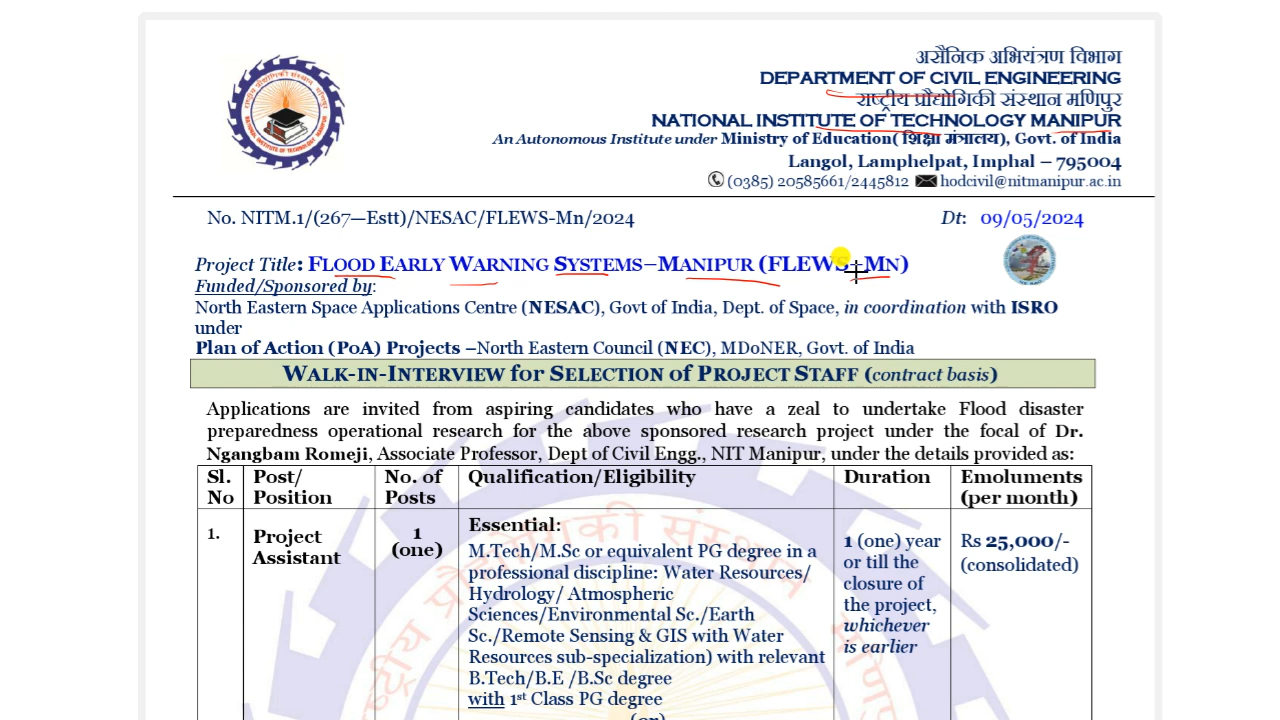 असैनिक अभियंत्रण विभाग
DEPARTMENT OF CIVIL ENGINEERING
राष्ट्रीय प्रौद्योगिकी संस्थान मणिपुर
NATIONAL INSTITUTE OF TECHNOLOGY MANIPUR
An Autonomous Institute under Ministry of Education( शिक्षा मंत्रालय), Govt. of India
Langol, Lamphelpat, Imphal – 795004
(0385) 20585661/2445812 hodcivil@nitmanipur.ac.in
No. NITM.1/(267—Estt)/NESAC/FLEWS-Mn/2024 Dt: 09/05/2024
Project Title: FLOOD EARLY WARNING SYSTEMS–MANIPUR (FLEWS–MN)
Funded/Sponsored by:
North Eastern Space Applications Centre (NESAC), Govt of India, Dept. of Space, in coordination with ISRO
under
Plan of Action (PoA) Projects –North Eastern Council (NEC), MDoNER, Govt. of India
WALK-IN-INTERVIEW for SELECTION of PROJECT STAFF (contract basis)
Applications are invited from aspiring candidates who have a zeal to undertake Flood disaster
preparedness operational research for the above sponsored research project under the focal of Dr.
Ngangbam Romeji, Associate Professor, Dept of Civil Engg., NIT Manipur, under the details provided as:
Sl. No Post/ Position No. of Posts Qualification/Eligibility Duration Emoluments (per month)
1. Project Assistant 1 (one)
Essential:
M.Tech/M.Sc or equivalent PG degree in a
professional discipline: Water Resources/
Hydrology/ Atmospheric
Sciences/Environmental Sc./Earth
Sc./Remote Sensing & GIS with Water
Resources sub-specialization) with relevant
B.Tech/B.E /B.Sc degree
with 1st Class PG degree
(or)
1 (one) year
or till the
closure of
the project,
whichever
is earlier
Rs 25,000/-
(consolidated)